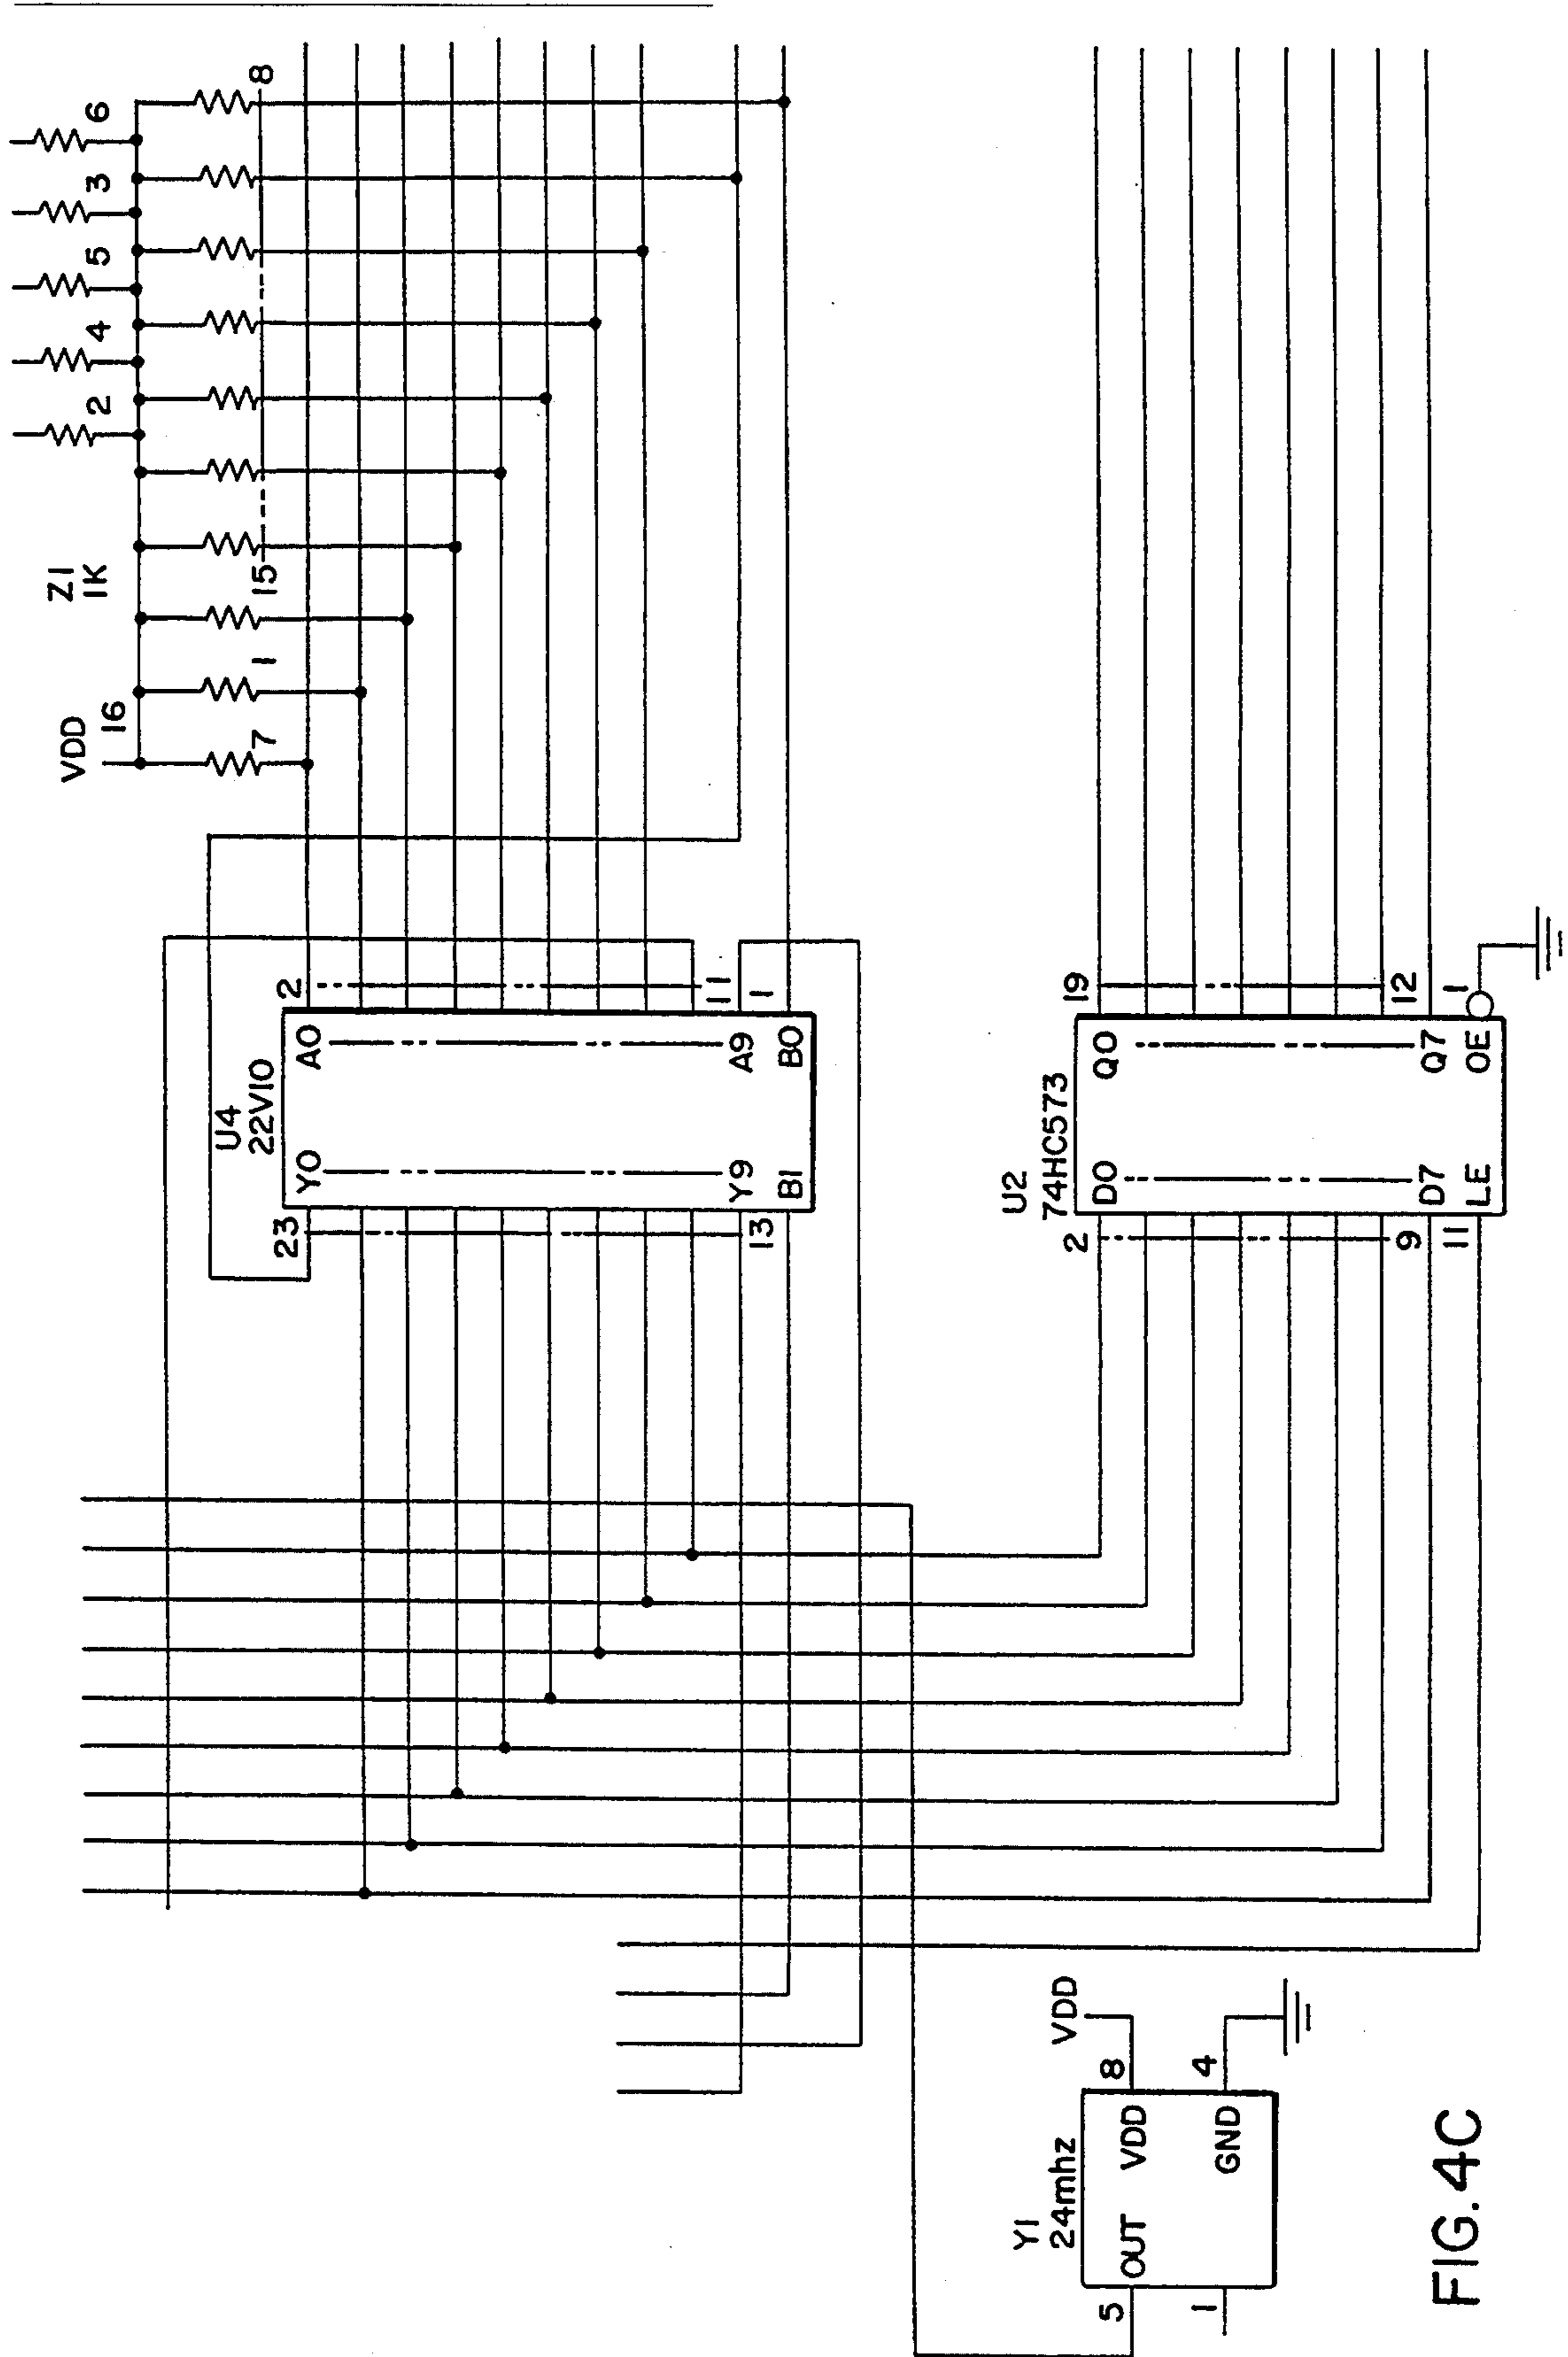 6
3
5
4
2
Z1
1K
VDD
16
8
15
1
7
U4
22V10
2
11
1
A0
A9
B0
Y0
Y9
B1
23
13
U2
74HC573
19
12
1
Q0
Q7
OE
D0
D7
LE
2
9
11
Y1
24mhz
VDD
8
4
VDD
GND
OUT
5
1
FIG. 4C